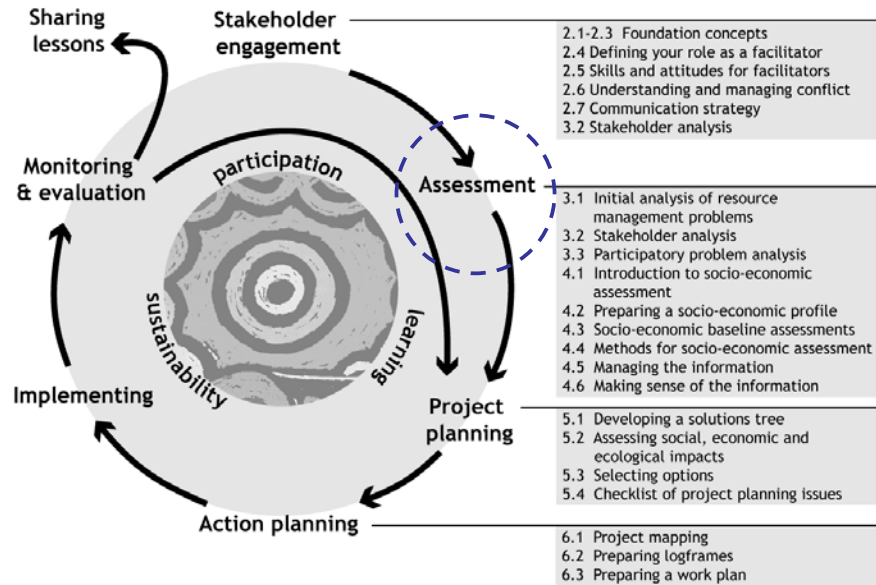 Sharing
lessons
Stakeholder
engagement
2.1-2.3 Foundation concepts
2.4 Defining your role as a facilitator
2.5 Skills and attitudes for facilitators
2.6 Understanding and managing conflict
2.7 Communication strategy
3.2 Stakeholder analysis
Monitoring
& evaluation
participation
Assessment
3.1 Initial analysis of resource
management problems
3.2 Stakeholder analysis
3.3 Participatory problem analysis
4.1 Introduction to socio-economic
assessment
4.2 Preparing a socio-economic profile
4.3 Socio-economic baseline assessments
4.4 Methods for socio-economic assessment
4.5 Managing the information
4.6 Making sense of the information
sustainability
learning
Implementing
Project
planning
5.1 Developing a solutions tree
5.2 Assessing social, economic and
ecological impacts
5.3 Selecting options
5.4 Checklist of project planning issues
Action planning
6.1 Project mapping
6.2 Preparing logframes
6.3 Preparing a work plan